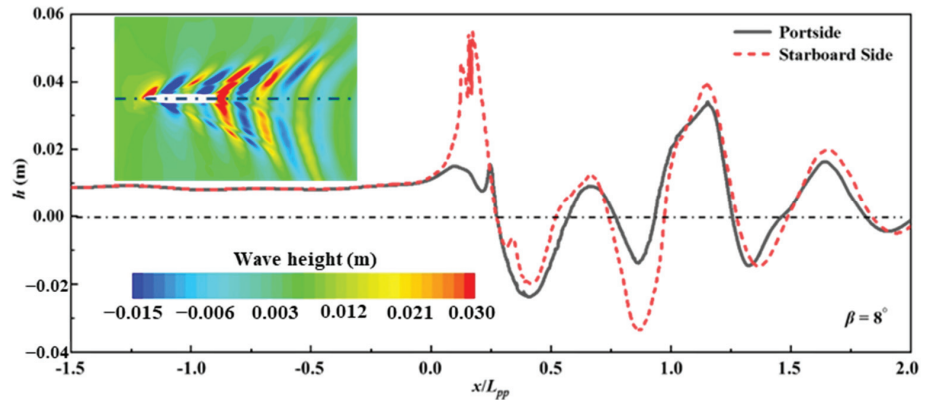 0.06
0.04
0.02
0.00
−0.02
−0.04
h (m)
Portside
Starboard Side
Wave height (m)
−0.015 −0.006 0.003 0.012 0.021 0.030
β = 8°
-1.5 -1.0 -0.5 0.0 0.5 1.0 1.5 2.0
x/Lpp